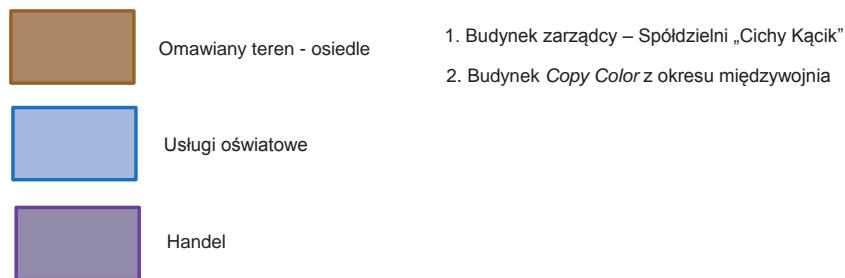 Omawiany teren - osiedle
Usługi oświatowe
Handel
1. Budynek zarządcy – Spółdzielni „Cichy Kącik”
2. Budynek Copy Color z okresu międzywojnia